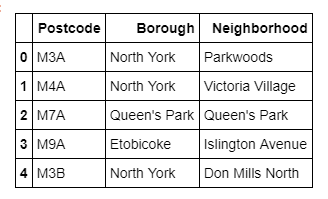 Postcode Borough Neighborhood
0 M3A North York Parkwoods
1 M4A North York Victoria Village
2 M7A Queen's Park Queen's Park
3 M9A Etobicoke Islington Avenue
4 M3B North York Don Mills North